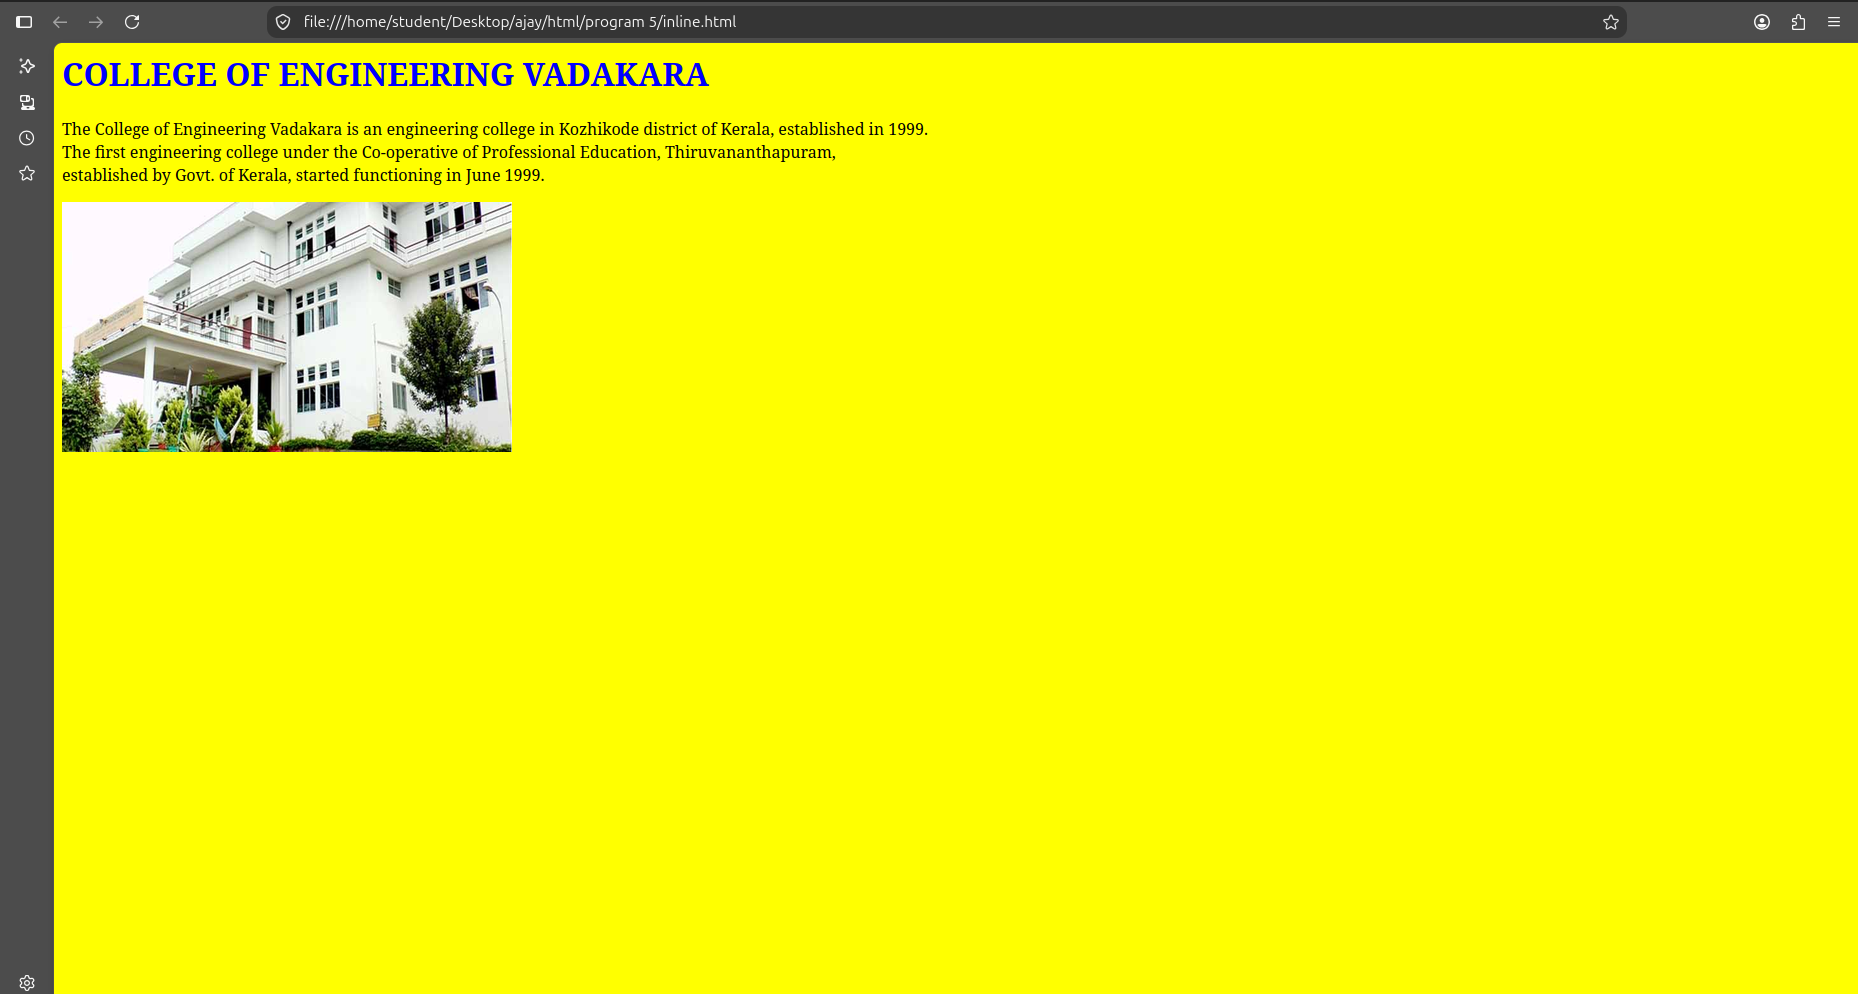 file:///home/student/Desktop/ajay/html/program 5/inline.html
COLLEGE OF ENGINEERING VADAKARA
The College of Engineering Vadakara is an engineering college in Kozhikode district of Kerala, established in 1999.
The first engineering college under the Co-operative of Professional Education, Thiruvananthapuram,
established by Govt. of Kerala, started functioning in June 1999.